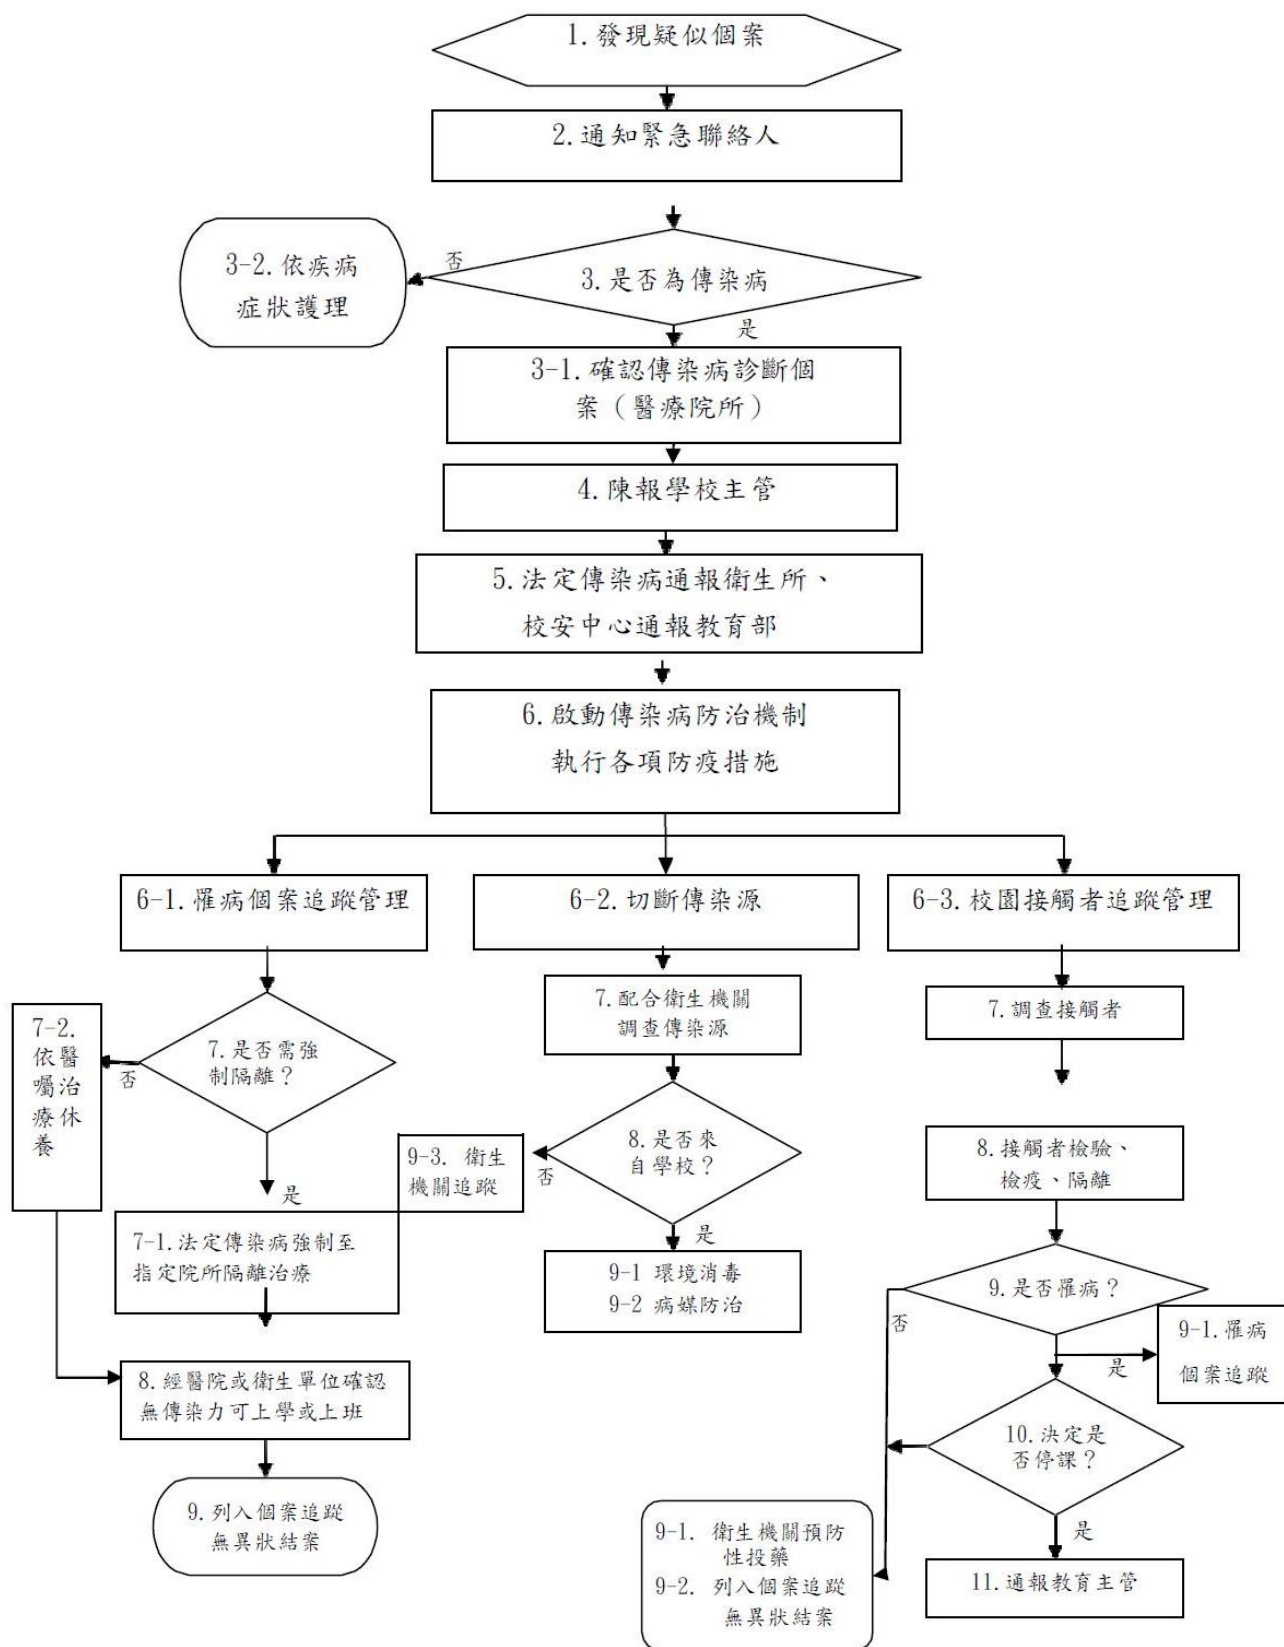 1.發現疑似個案
2.通知緊急聯絡人
3.是否為傳染病
否
3-2.依疾病
症狀護理
是
3-1.確認傳染病診斷個
案（醫療院所）
4.陳報學校主管
5.法定傳染病通報衛生所、
校安中心通報教育部
6.啟動傳染病防治機制
執行各項防疫措施
6-1.罹病個案追蹤管理
7.是否需強
制隔離？
否
7-2.
依醫
囑治
療休
養
是
7-1.法定傳染病強制至
指定院所隔離治療
8.經醫院或衛生單位確認
無傳染力可上學或上班
9.列入個案追蹤
無異狀結案
6-2.切斷傳染源
7.配合衛生機關
調查傳染源
8.是否來
自學校？
否
9-3. 衛生
機關追蹤
是
9-1 環境消毒
9-2 病媒防治
6-3.校園接觸者追蹤管理
7.調查接觸者
8.接觸者檢驗、
檢疫、隔離
9.是否罹病？
否
是
9-1.罹病
個案追蹤
10.決定是
否停課？
是
11.通報教育主管
9-1. 衛生機關預防
性投藥
9-2. 列入個案追蹤
無異狀結案